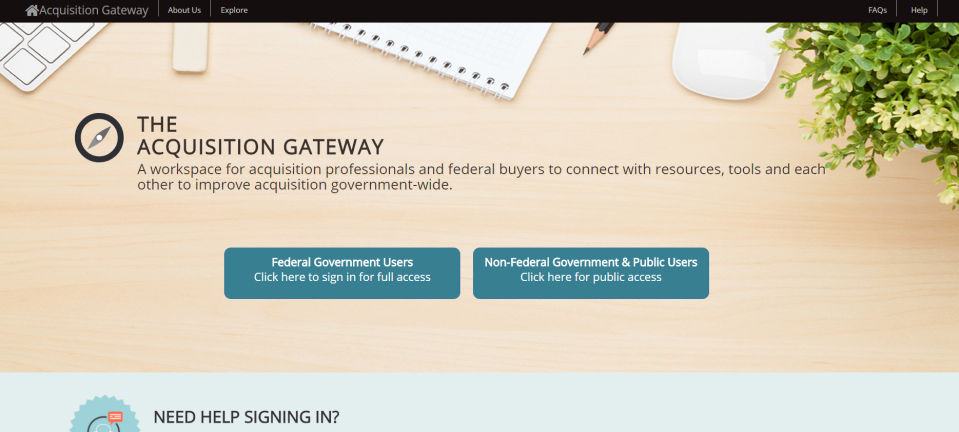 Acquisition Gateway
About Us
Explore
FAQs
Help
THE
ACQUISITION GATEWAY
A workspace for acquisition professionals and federal buyers to connect with resources, tools and each
other to improve acquisition government-wide.
Federal Government Users
Click here to sign in for full access
Non-Federal Government & Public Users
Click here for public access
NEED HELP SIGNING IN?